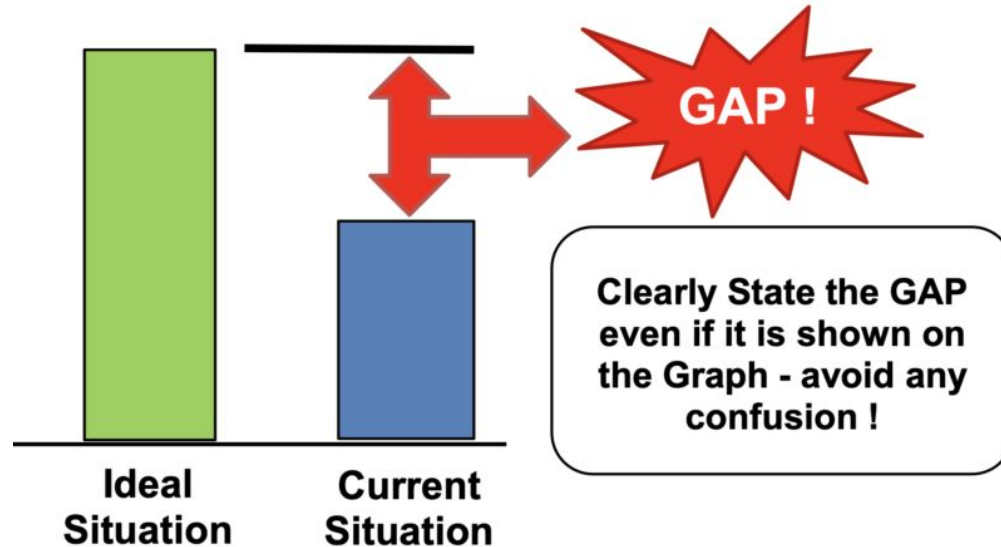 GAP !
Clearly State the GAP
even if it is shown on
the Graph - avoid any
confusion !
Ideal
Situation
Current
Situation